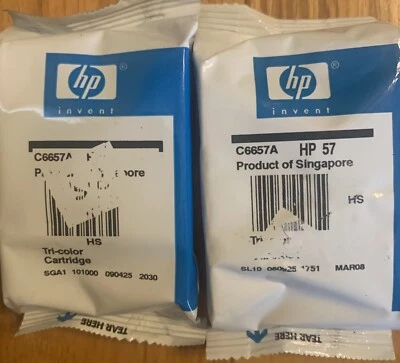 hp
®
invent
C6657A
HS
Tri-color
Cartridge
SGA1 101000 090425 2030
TEAR HERE
hp
®
invent
C6657A HP 57
Product of Singapore
HS
MAR08
TEAR HERE